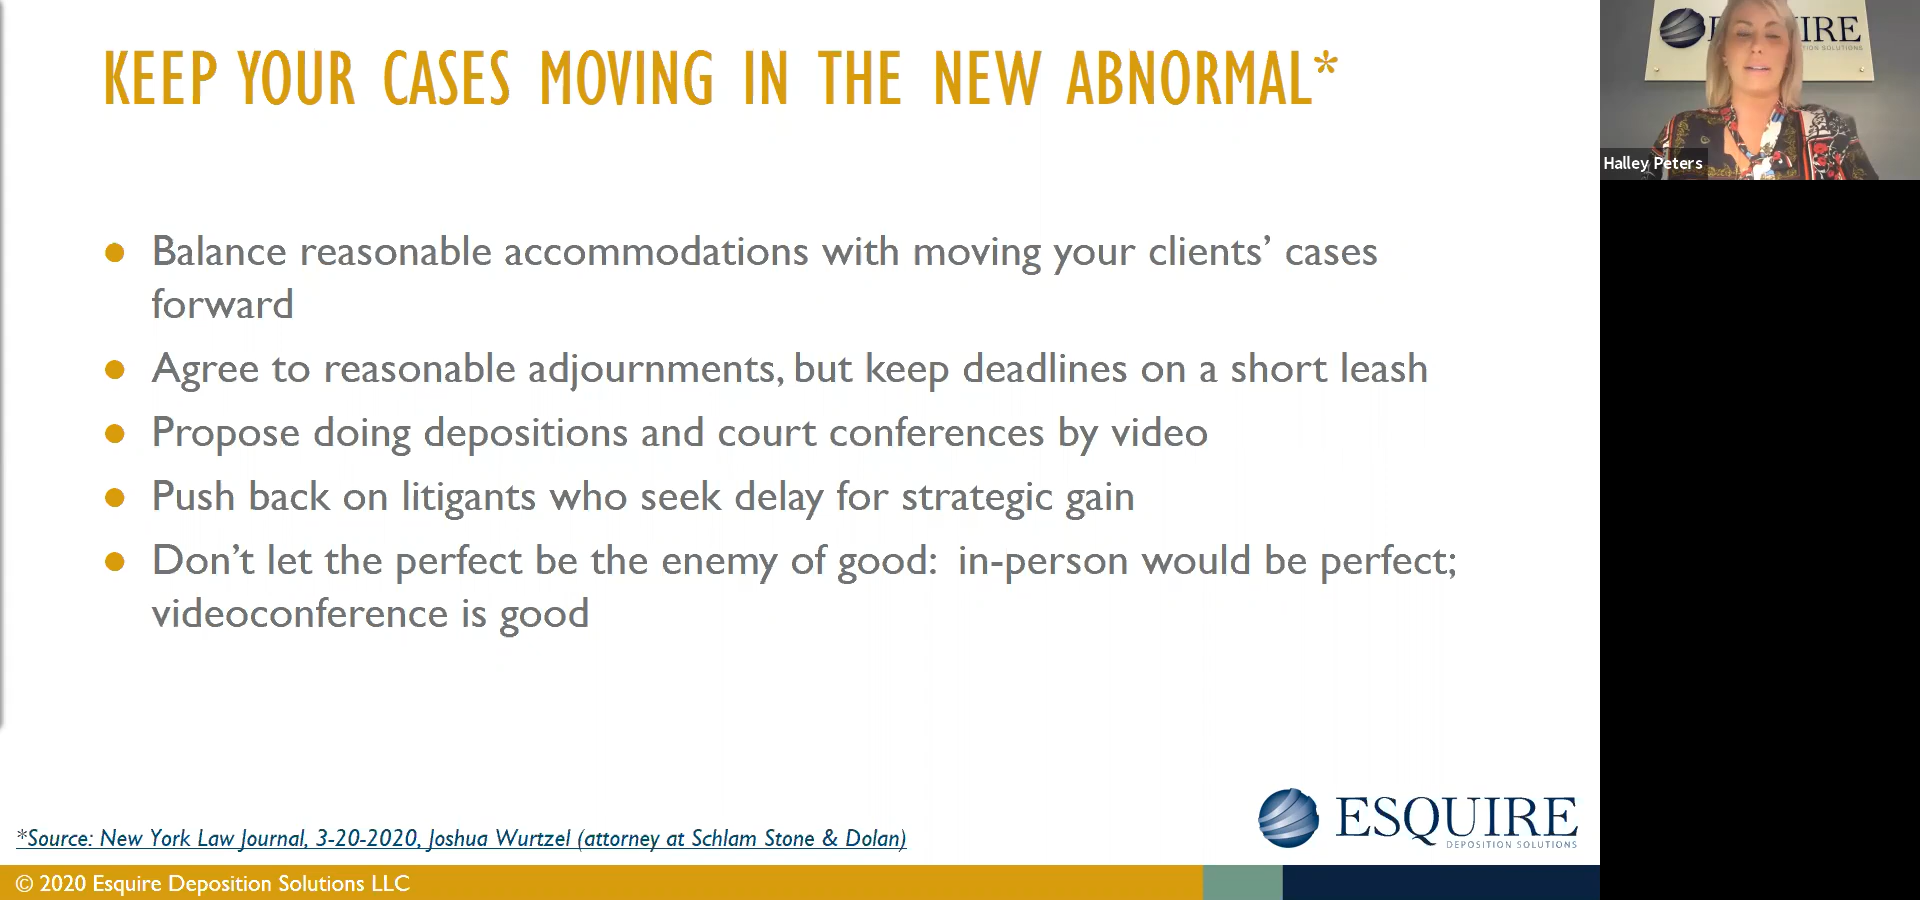 KEEP YOUR CASES MOVING IN THE NEW ABNORMAL*
Balance reasonable accommodations with moving your clients’ cases
forward
Agree to reasonable adjournments, but keep deadlines on a short leash
Propose doing depositions and court conferences by video
Push back on litigants who seek delay for strategic gain
Don’t let the perfect be the enemy of good: in-person would be perfect;
videoconference is good
*Source: New York Law Journal, 3-20-2020, Joshua Wurtzel (attorney at Schlam Stone & Dolan)
ESQUIRE
DEPOSITION SOLUTIONS
© 2020 Esquire Deposition Solutions LLC
Halley Peters